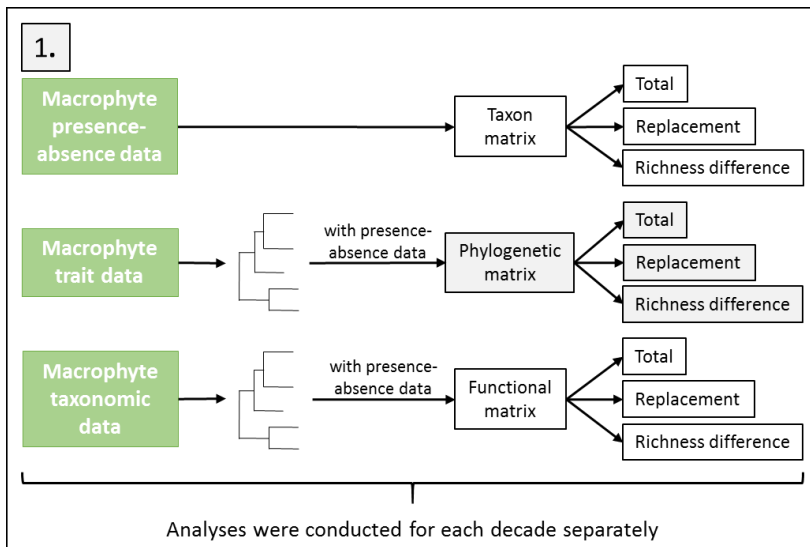 1.
Macrophyte
presence-
absence data
Taxon
matrix
Total
Replacement
Richness difference
Macrophyte
trait data
with presence-
absence data
Phylogenetic
matrix
Total
Replacement
Richness difference
Macrophyte
taxonomic
data
with presence-
absence data
Functional
matrix
Total
Replacement
Richness difference
Analyses were conducted for each decade separately